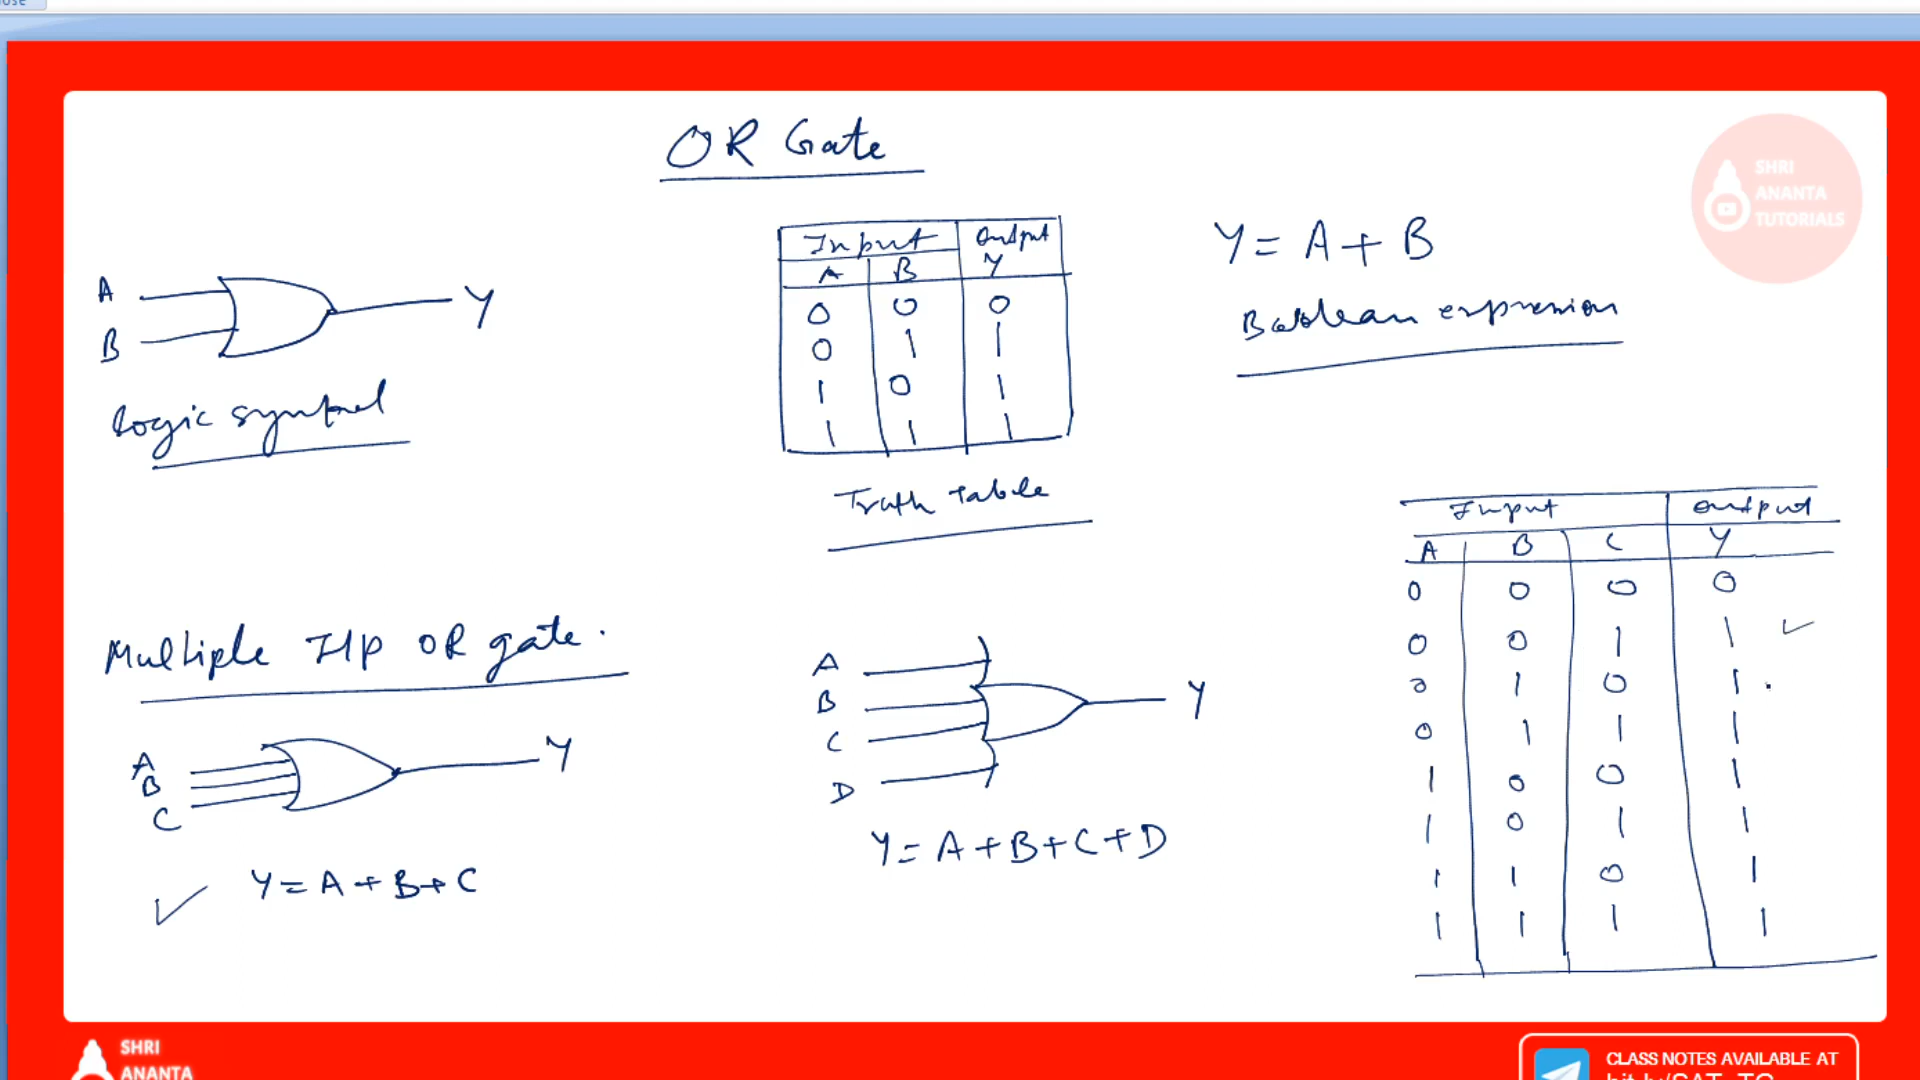 OR Gate
SHRI
ANANTA
TUTORIALS
A
B
Y
Logic symbol
Input Output
A B Y
0 0 0
0 1 1
1 0 1
1 1 1
Truth table
Y = A + B
Boolean expression
Multiple I/p OR gate.
A
B
C
Y
Y = A + B + C
A
B
C
D
Y
Y = A + B + C + D
Input Output
A B C Y
0 0 0 0
0 0 1 1
0 1 0 1
0 1 1 1
1 0 0 1
1 0 1 1
1 1 0 1
1 1 1 1
SHRI
ANANTA
CLASS NOTES AVAILABLE AT